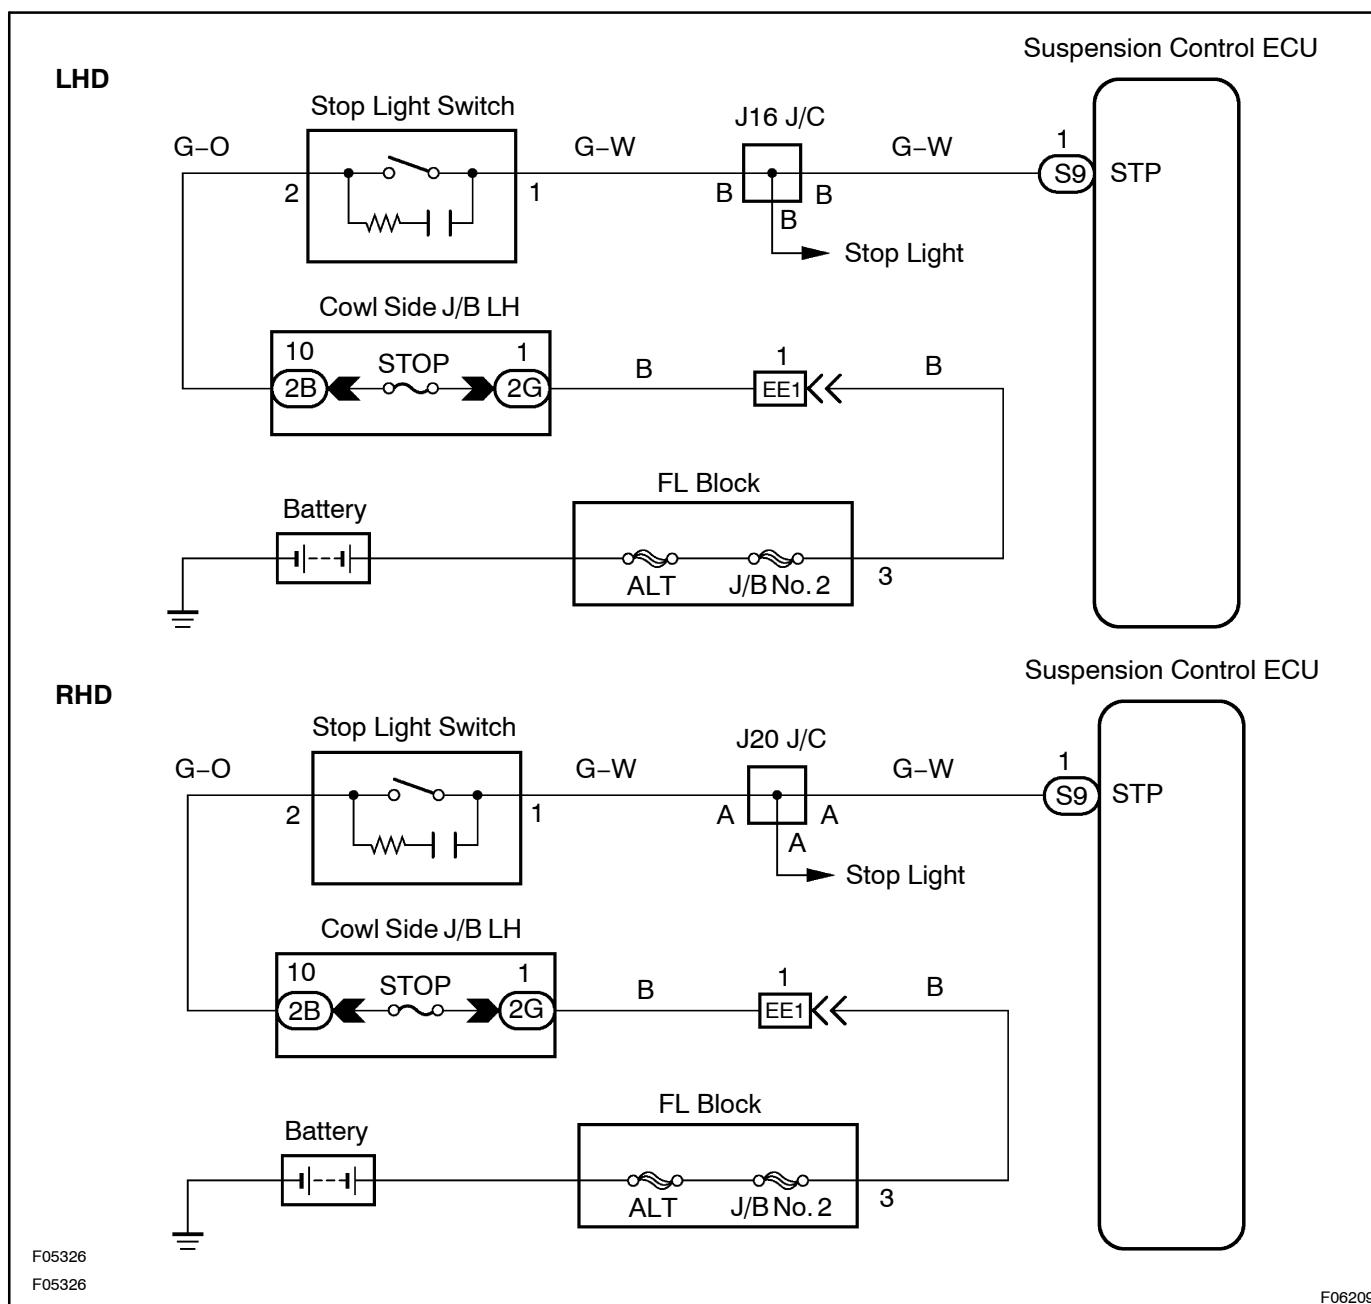 Suspension Control ECU
LHD
Stop Light Switch
J16 J/C
G–O
G–W
G–W
1
2
1
B
B
S9
STP
B
Stop Light
Cowl Side J/B LH
10
STOP
1
B
1
B
2B
2G
EE1
FL Block
Battery
ALT
J/B No. 2
3
Suspension Control ECU
RHD
Stop Light Switch
J20 J/C
G–O
G–W
G–W
1
2
1
A
A
S9
STP
A
Stop Light
Cowl Side J/B LH
10
STOP
1
B
1
B
2B
2G
EE1
FL Block
Battery
ALT
J/B No. 2
3
F05326
F05326
F06209